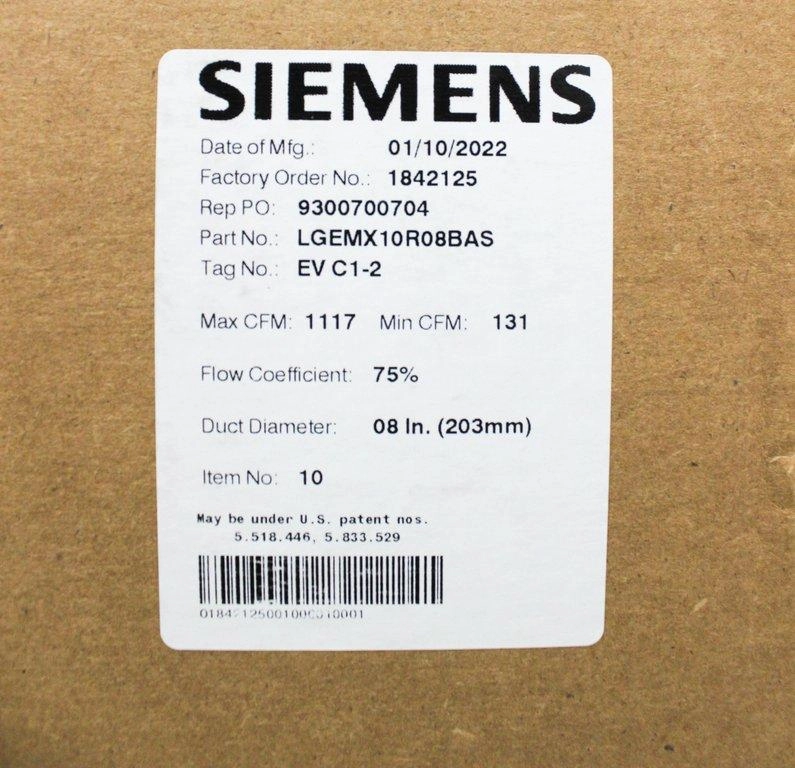 SIEMENS
Date of Mfg.: 01/10/2022
Factory Order No.: 1842125
Rep PO: 9300700704
Part No.: LGEMX10R08BAS
Tag No.: EV C1-2
Max CFM: 1117 Min CFM: 131
Flow Coefficient: 75%
Duct Diameter: 08 In. (203mm)
Item No: 10
May be under U.S. patent nos.
5.518.446, 5.833.529